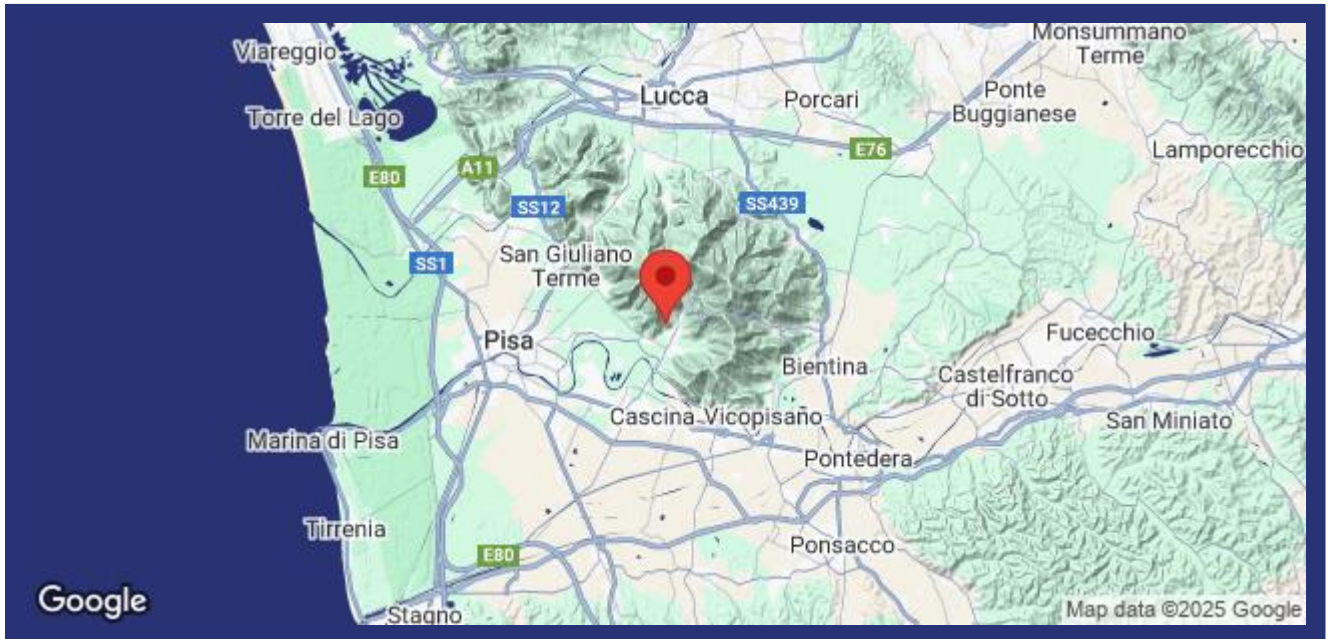 Viareggio
Monsummano
Terme
Lucca
Porcari
Ponte
Buggianese
Torre del Lago
E76
Lamporecchio
E80
A11
SS12
SS439
San Giuliano
Terme
SS1
Pisa
Fucecchio
Bientina
Castelfranco
di Sotto
Cascina
Vicopisano
San Miniato
Marina di Pisa
Pontedera
Tirrenia
Ponsacco
E80
Google
Stagno
Map data ©2025 Google